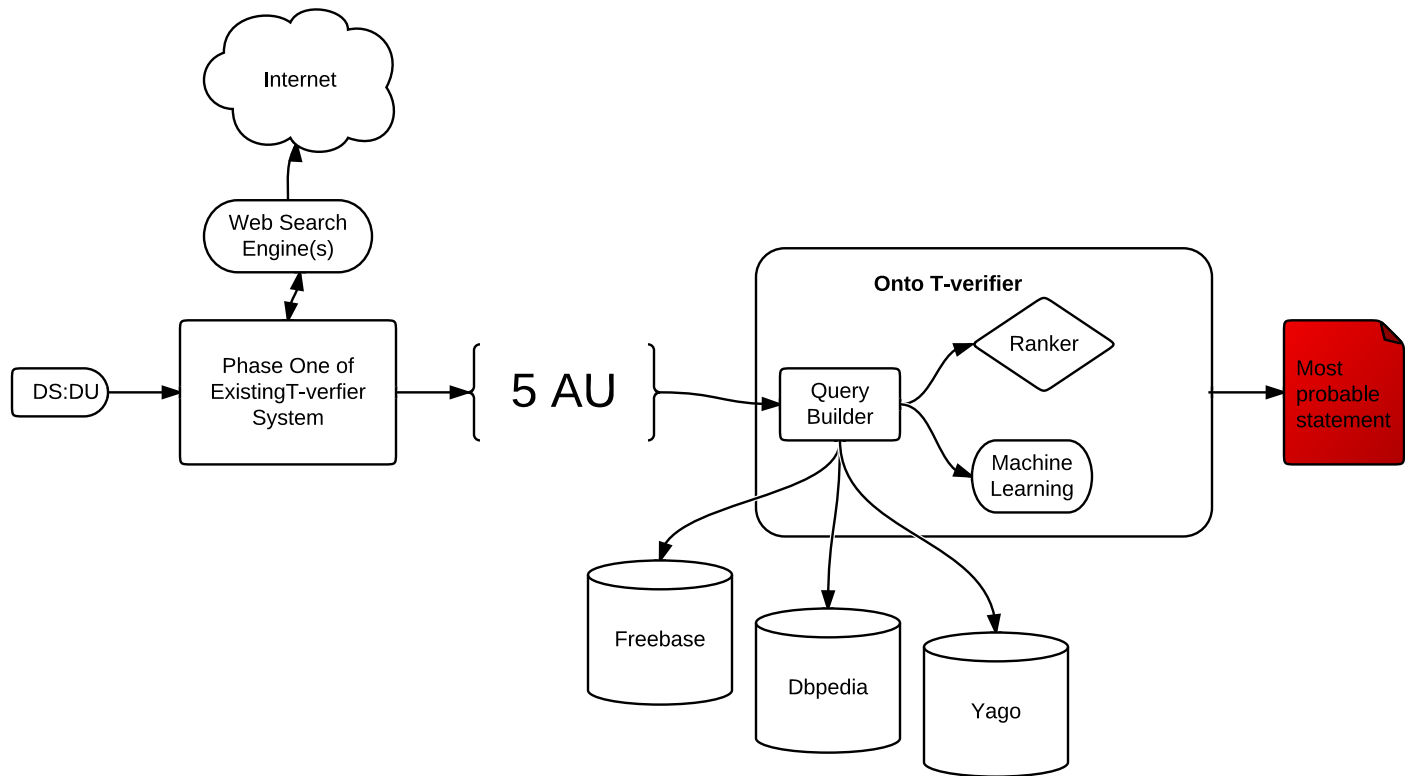 Internet
Web Search
Engine(s)
DS:DU
Phase One of
ExistingT-verfier
System
5 AU
Onto T-verifier
Ranker
Query
Builder
Machine
Learning
Most
probable
statement
Freebase
Dbpedia
Yago